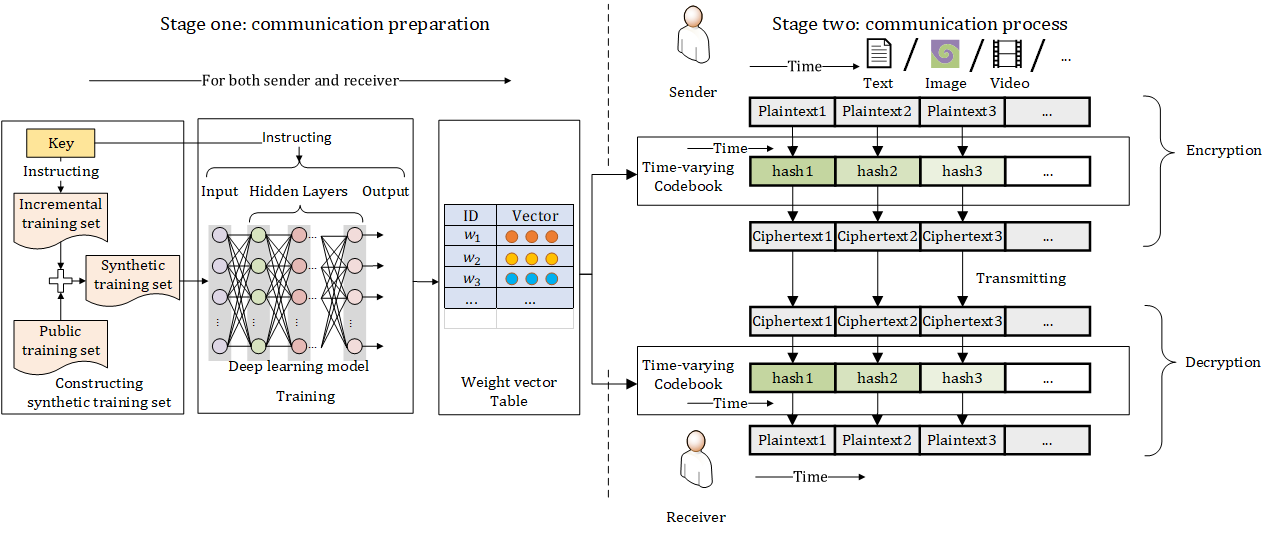 Stage one: communication preparation
Stage two: communication process
For both sender and receiver
Time
/ / / ...
Text Image Video
Sender
Key
Instructing
Incremental
training set
Synthetic
training set
Public
training set
Constructing
synthetic training set
Instructing
Input Hidden Layers Output
... ...
⋮ ⋮ ⋮ ⋮
Deep learning model
Training
ID Vector
w1
w2
w3
... ...
Weight vector
Table
Plaintext1 Plaintext2 Plaintext3 ...
Time
Time-varying
Codebook
hash1 hash2 hash3 ...
Ciphertext1 Ciphertext2 Ciphertext3 ...
Encryption
Transmitting
Ciphertext1 Ciphertext2 Ciphertext3 ...
Time-varying
Codebook
hash1 hash2 hash3 ...
Time
Plaintext1 Plaintext2 Plaintext3 ...
Decryption
Time
Receiver